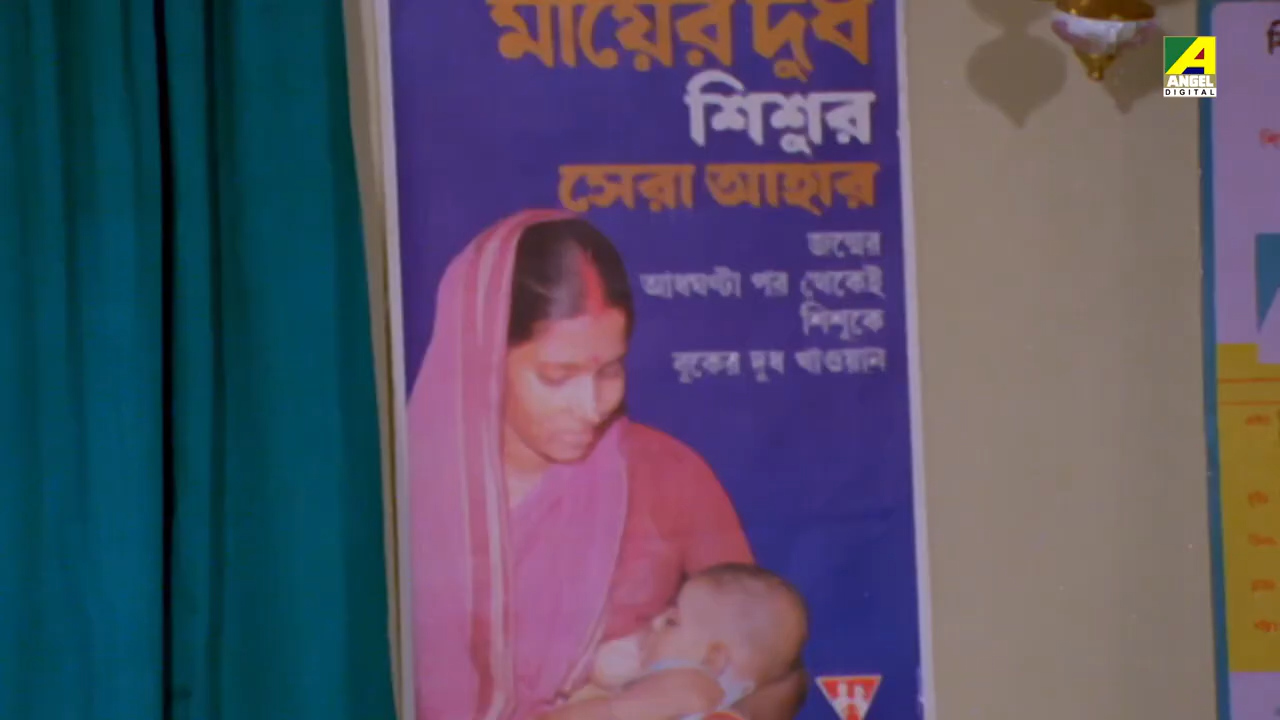 মায়ের দুধ
শিশুর
সেরা আহার
জন্মের
আধঘণ্টা পর থেকেই
শিশুকে
বুকের দুধ খাওয়ান
ANGEL
DIGITAL